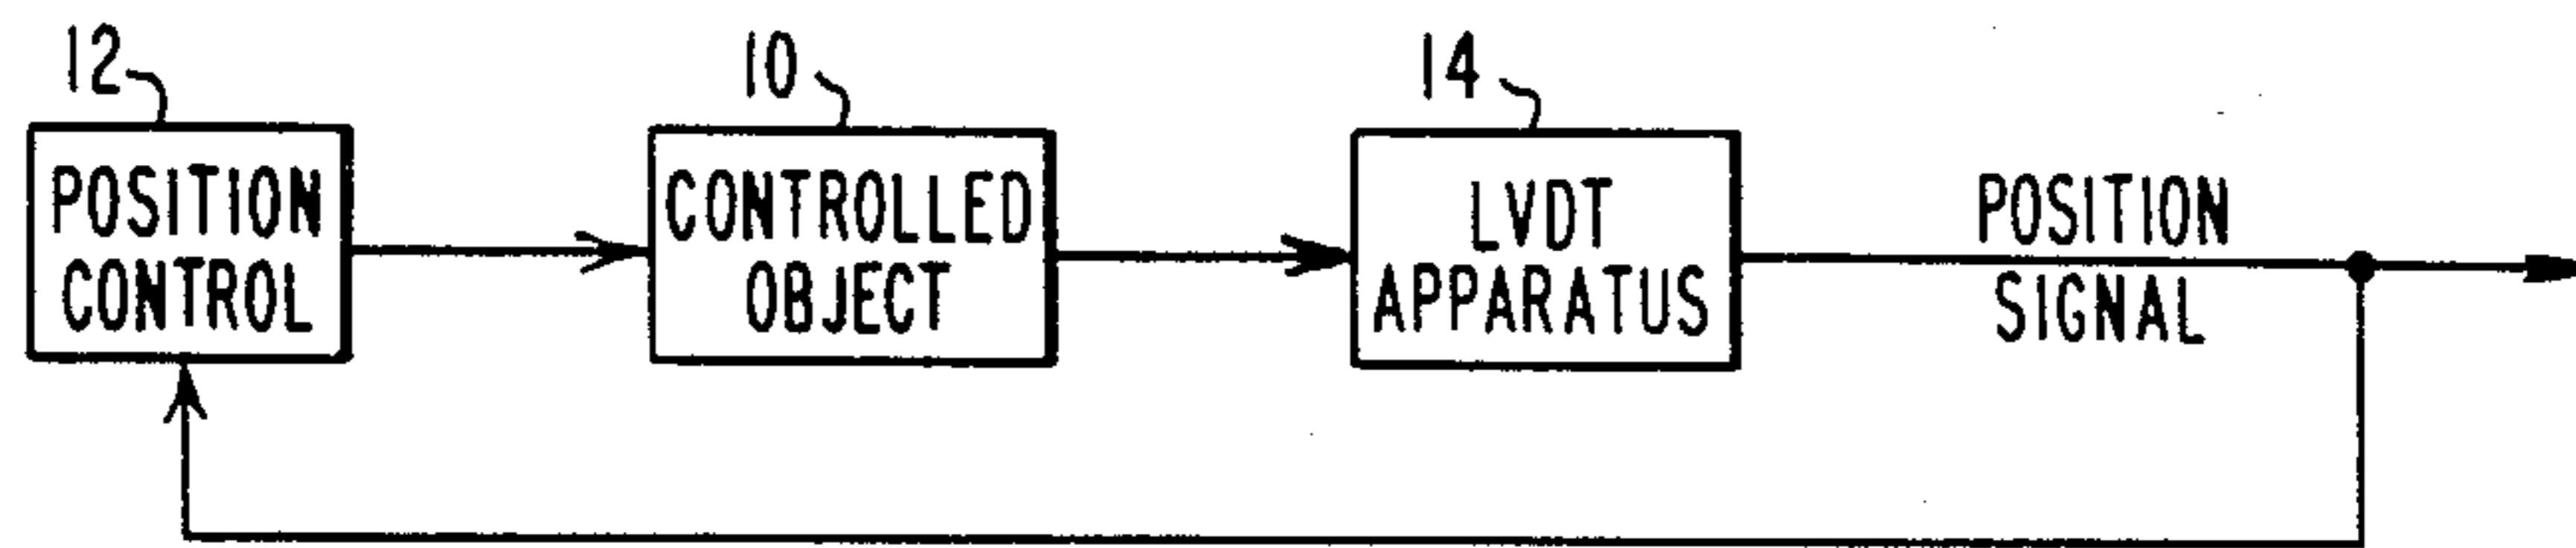 12
10
14
POSITION
CONTROL
CONTROLLED
OBJECT
LVDT
APPARATUS
POSITION
SIGNAL